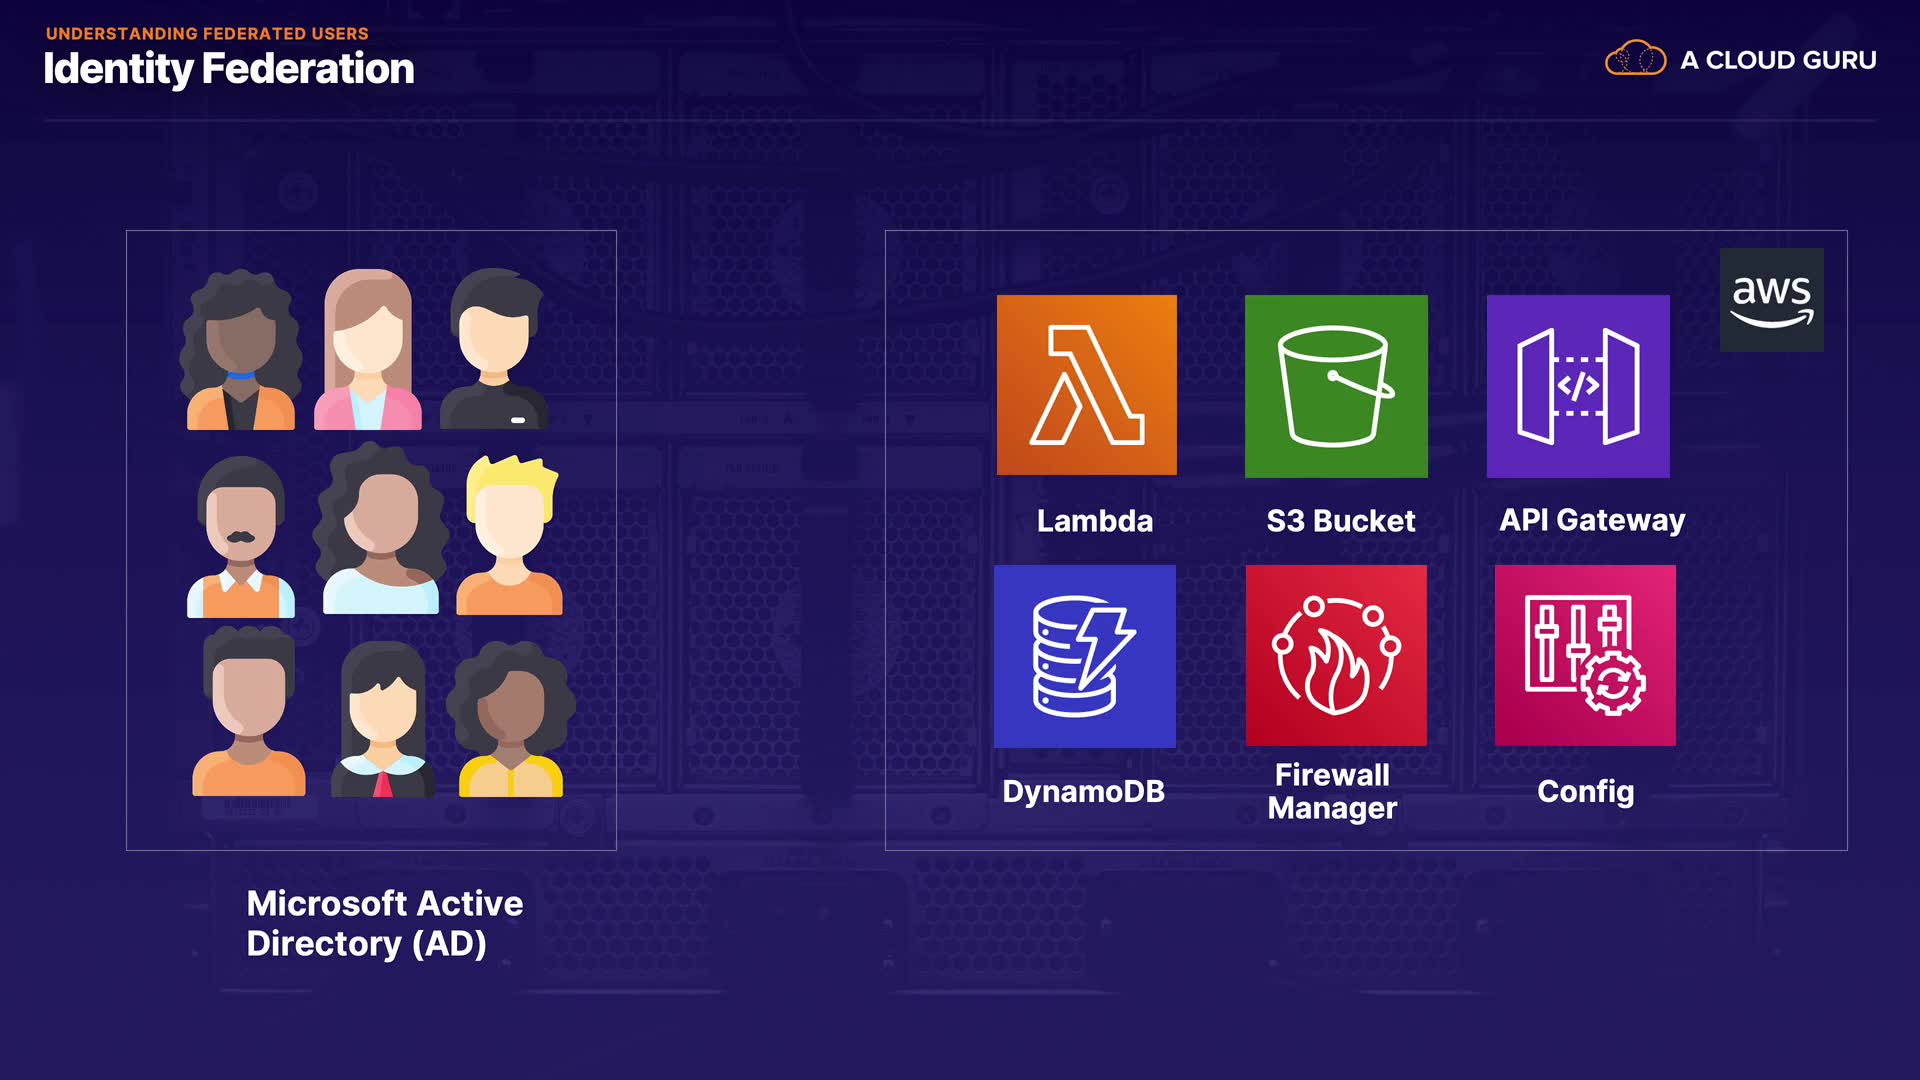 UNDERSTANDING FEDERATED USERS
Identity Federation
A CLOUD GURU
aws
Lambda
S3 Bucket
API Gateway
DynamoDB
Firewall
Manager
Config
Microsoft Active
Directory (AD)